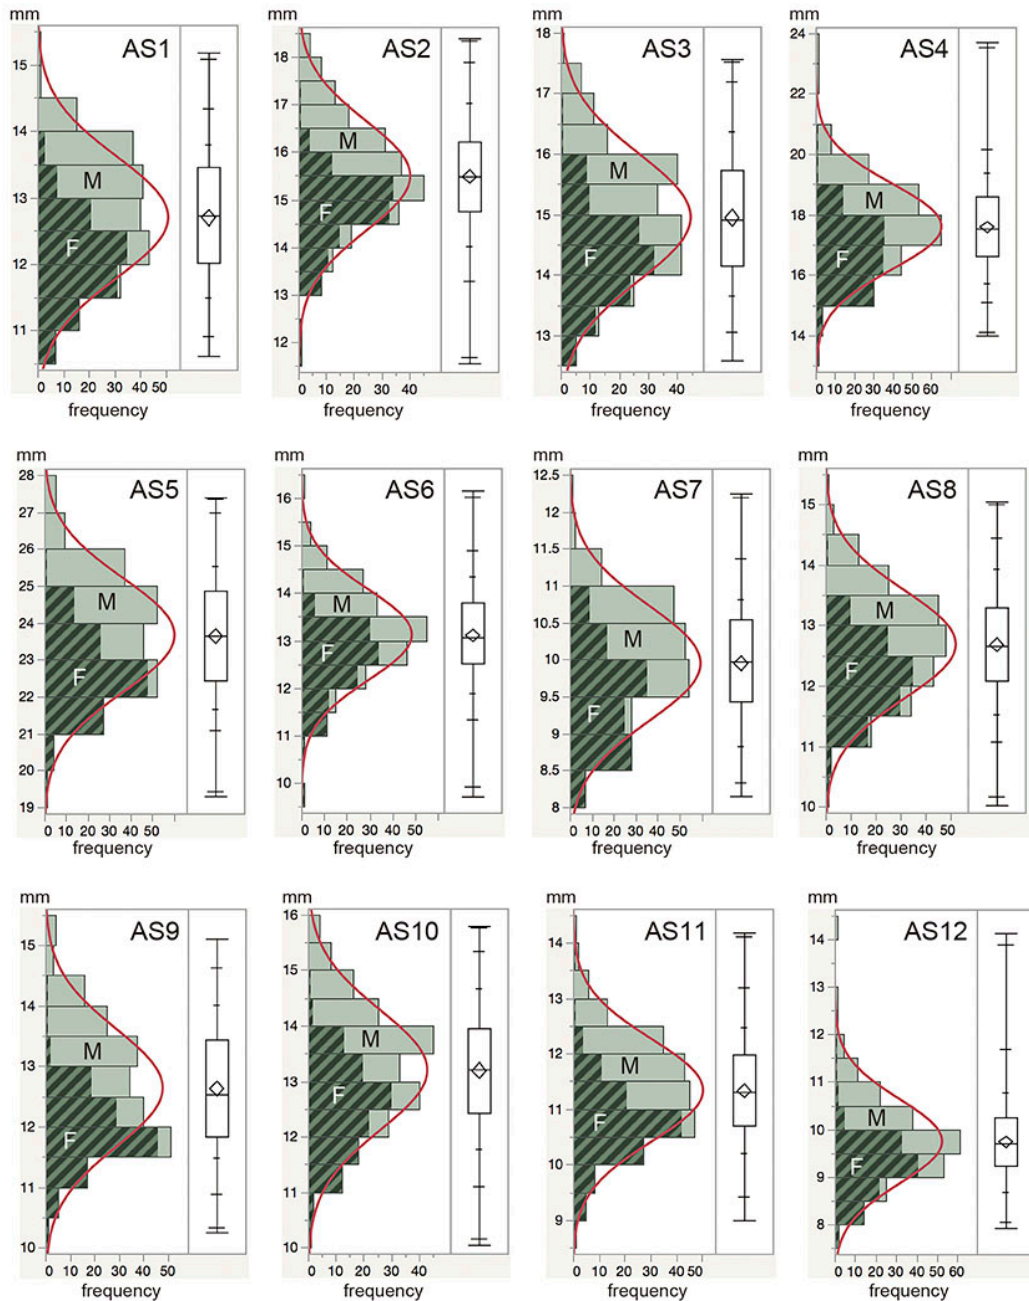 mm mm mm mm
AS1 AS2 AS3 AS4
15
14
13
12
11
M
F
0 10 20 30 40 50
frequency
18
17
16
15
14
13
12
M
F
0 10 20 30 40
frequency
18
17
16
15
14
13
M
F
0 10 20 30 40
frequency
24
22
20
18
16
14
M
F
0 10 20 30 40 50 60
frequency
mm mm mm mm
AS5 AS6 AS7 AS8
28
27
26
25
24
23
22
21
20
19
M
F
0 10 20 30 40 50
frequency
16
15
14
13
12
11
10
M
F
0 10 20 30 40 50
frequency
12.5
12
11.5
11
10.5
10
9.5
9
8.5
8
M
F
0 10 20 30 40 50
frequency
15
14
13
12
11
10
M
F
0 10 20 30 40 50
frequency
mm mm mm mm
AS9 AS10 AS11 AS12
15
14
13
12
11
10
M
F
0 10 20 30 40 50
frequency
16
15
14
13
12
11
10
M
F
0 10 20 30 40
frequency
14
13
12
11
10
9
M
F
0 10 20 30 40 50
frequency
14
13
12
11
10
9
8
M
F
0 10 20 30 40 50 60
frequency